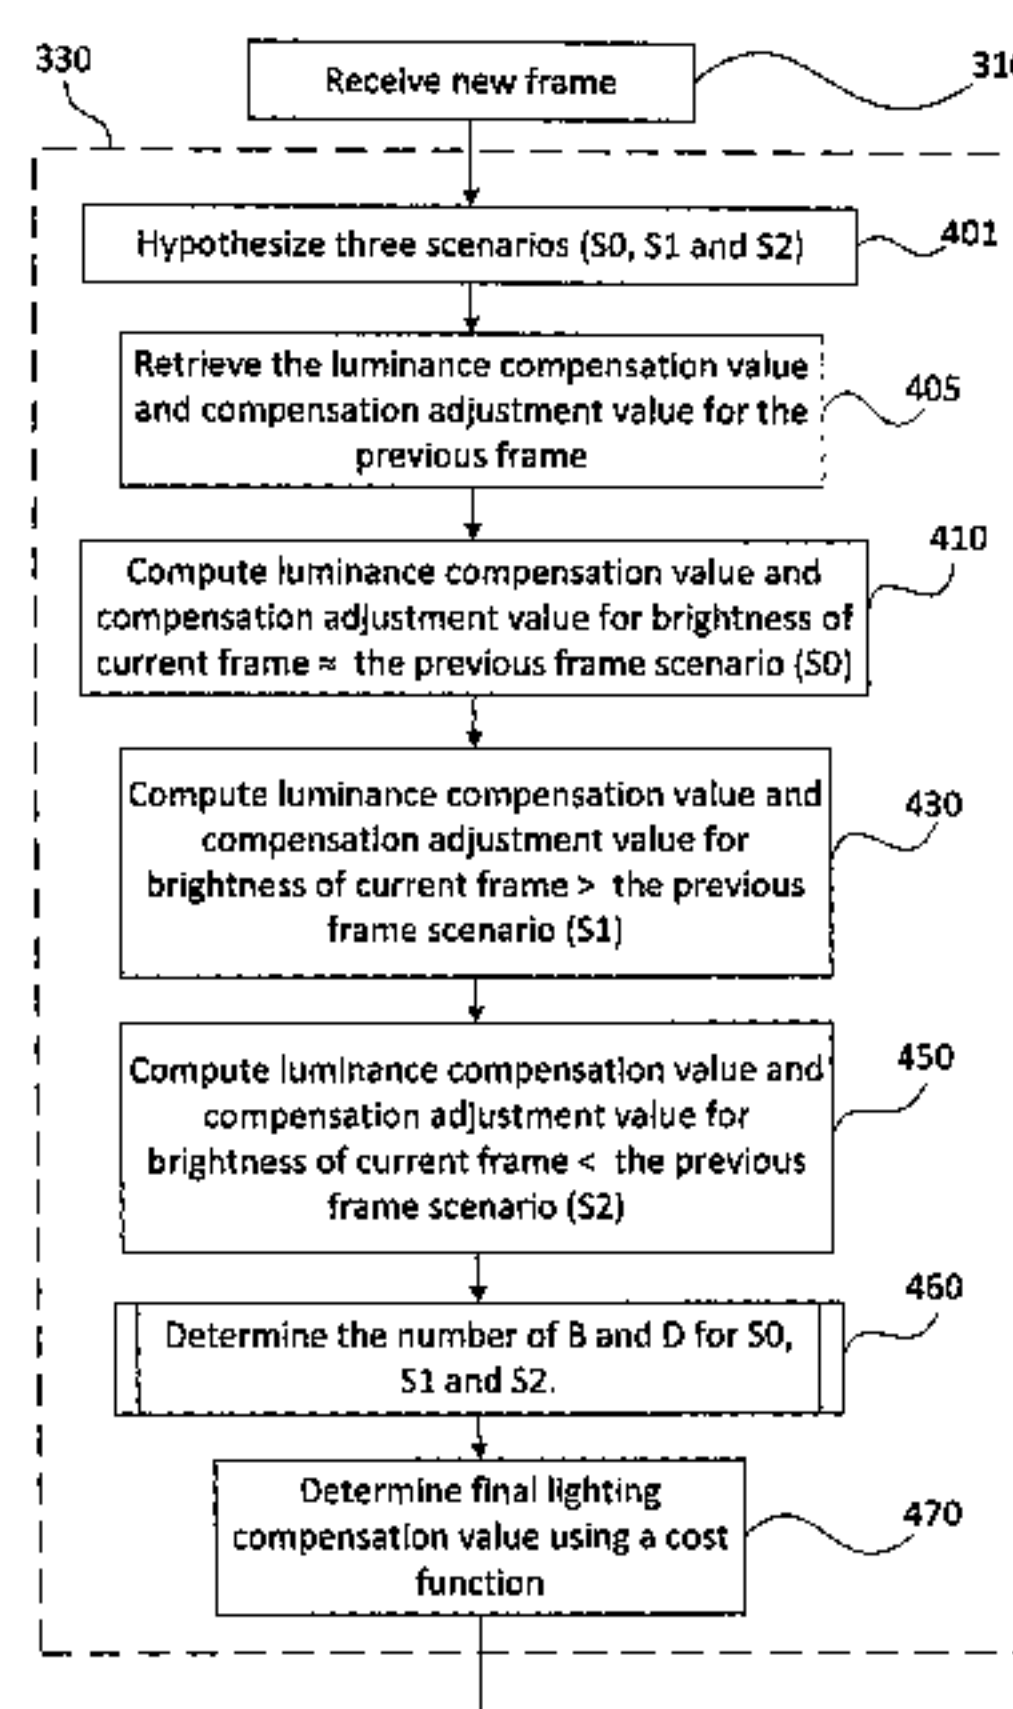 330
Receive new frame
310
Hypothesize three scenarios (S0, S1 and S2)
401
Retrieve the luminance compensation value
and compensation adjustment value for the
previous frame
405
Compute luminance compensation value and
compensation adjustment value for brightness of
current frame ≈ the previous frame scenario (S0)
410
Compute luminance compensation value and
compensation adjustment value for
brightness of current frame > the previous
frame scenario (S1)
430
Compute luminance compensation value and
compensation adjustment value for
brightness of current frame < the previous
frame scenario (S2)
450
Determine the number of B and D for S0,
S1 and S2.
460
Determine final lighting
compensation value using a cost
function
470